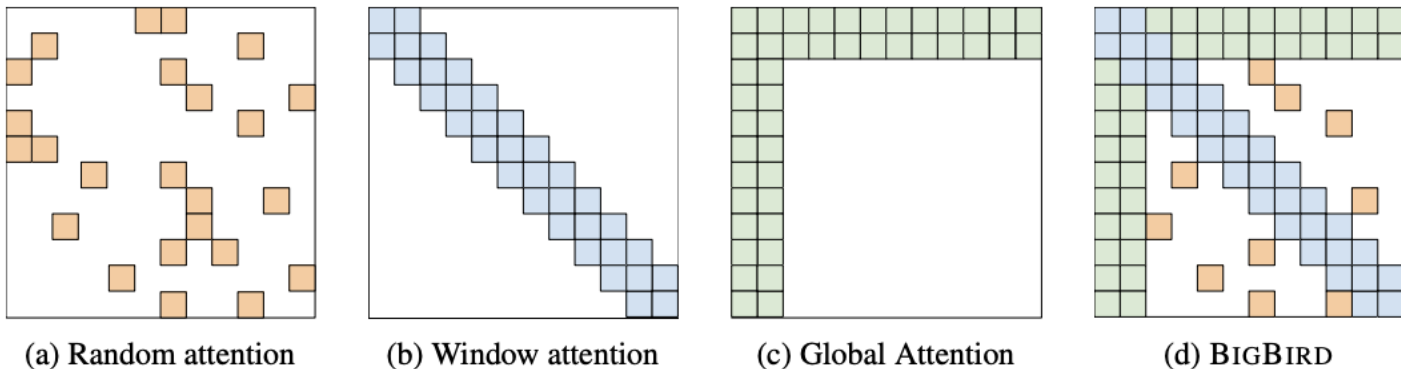 (a) Random attention
(b) Window attention
(c) Global Attention
(d) BIGBIRD